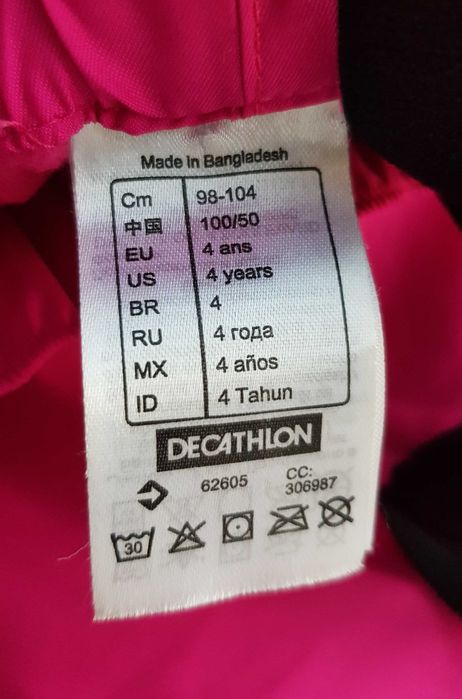 Made in Bangladesh
Cm 98-104
中国 100/50
EU 4 ans
US 4 years
BR 4
RU 4 года
MX 4 años
ID 4 Tahun
DECATHLON
62605 CC: 306987
30